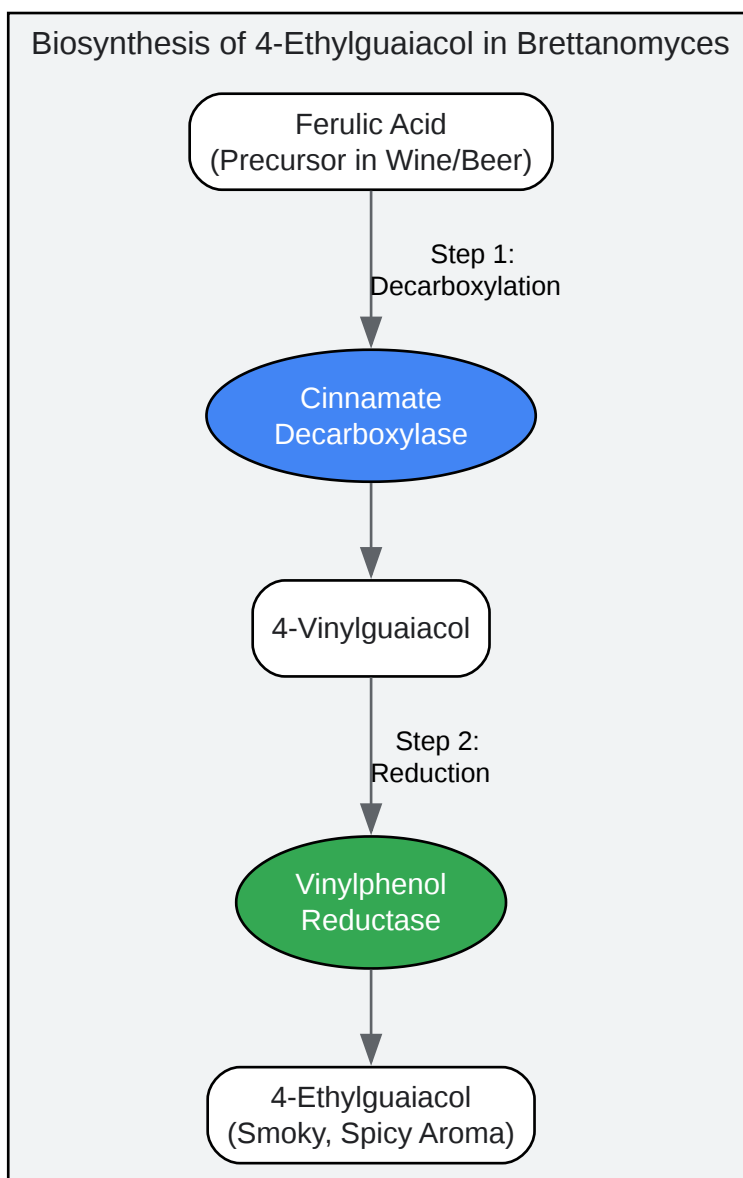 Biosynthesis of 4-Ethylguaiacol in Brettanomyces
Ferulic Acid
(Precursor in Wine/Beer)
Step 1:
Decarboxylation
Cinnamate
Decarboxylase
4-Vinylguaiacol
Step 2:
Reduction
Vinylphenol
Reductase
4-Ethylguaiacol
(Smoky, Spicy Aroma)